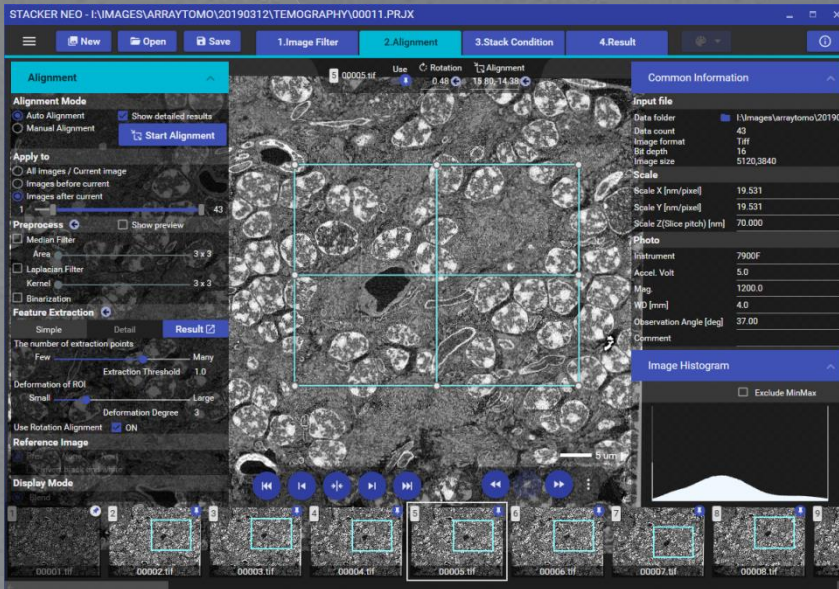 STACKER NEO - I:\IMAGES\ARRAYTOMO\20190312\TEMOGRAPHY\00011.PRJX
New
Open
Save
1.Image Filter
2.Alignment
3.Stack Condition
4.Result
Alignment
Alignment Mode
Auto Alignment
Show detailed results
Manual Alignment
Start Alignment
Apply to
All images / Current image
Images before current
Images after current
1 43
Preprocess
Show preview
Median Filter
Area 3 x 3
Laplacian Filter
Kernel 3 x 3
Binarization
Feature Extraction
Simple Detail Result
The number of extraction points
Few Many
Extraction Threshold 1.0
Deformation of ROI
Small Large
Deformation Degree 3
Use Rotation Alignment ON
Reference Image
Display Mode
Blend
5 00005.tif
Use
Rotation
0.48
Alignment
15.80,-14.38
5 um
Common Information
Input file
Data folder I:\Images\arraytomo\20190
Data count 43
Image format Tiff
Bit depth 16
Image size 5120,3840
Scale
Scale X [nm/pixel] 19.531
Scale Y [nm/pixel] 19.531
Scale Z(Slice pitch) [nm] 70.000
Photo
Instrument 7900F
Accel. Volt 5.0
Mag. 1200.0
WD [mm] 4.0
Observation Angle [deg] 37.00
Comment
Image Histogram
Exclude MinMax
1 2 3 4 5 6 7 8 9
00001.tif 00002.tif 00003.tif 00004.tif 00005.tif 00006.tif 00007.tif 00008.tif